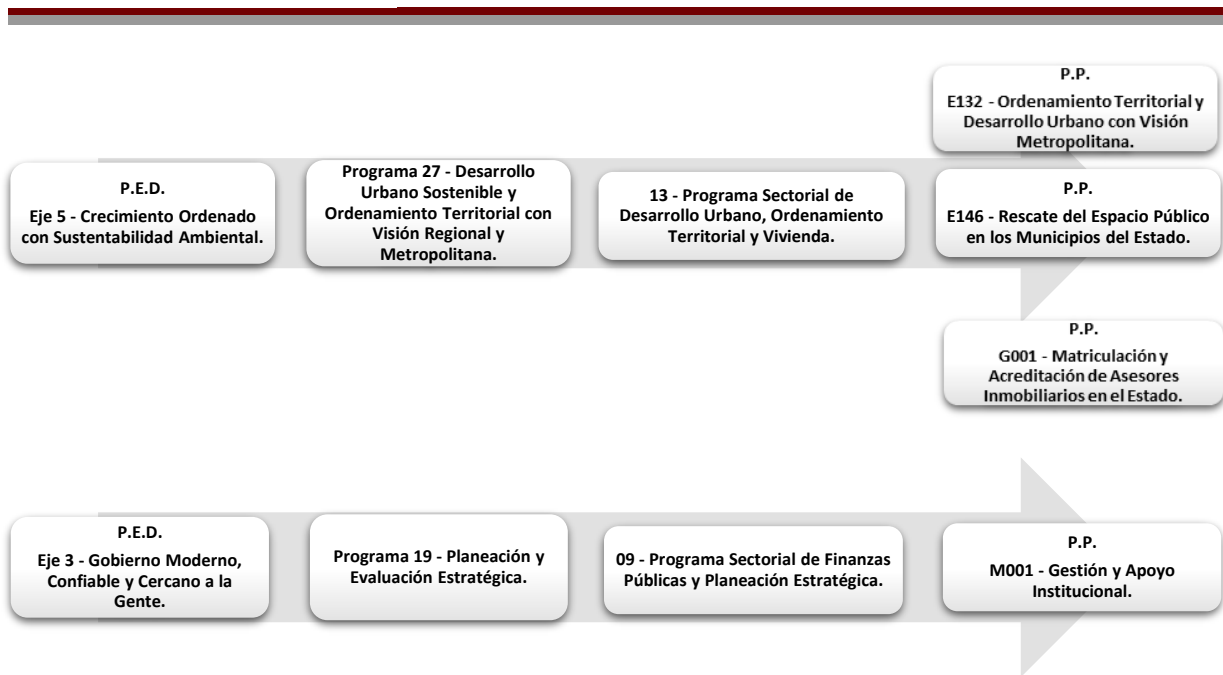 P.P.
E132 - Ordenamiento Territorial y
Desarrollo Urbano con Visión
Metropolitana.
P.E.D.
Eje 5 - Crecimiento Ordenado
con Sustentabilidad Ambiental.
Programa 27 - Desarrollo
Urbano Sostenible y
Ordenamiento Territorial con
Visión Regional y
Metropolitana.
13 - Programa Sectorial de
Desarrollo Urbano, Ordenamiento
Territorial y Vivienda.
P.P.
E146 - Rescate del Espacio Público
en los Municipios del Estado.
P.P.
G001 - Matriculación y
Acreditación de Asesores
Inmobiliarios en el Estado.
P.E.D.
Eje 3 - Gobierno Moderno,
Confiable y Cercano a la
Gente.
Programa 19 - Planeación y
Evaluación Estratégica.
09 - Programa Sectorial de Finanzas
Públicas y Planeación Estratégica.
P.P.
M001 - Gestión y Apoyo
Institucional.